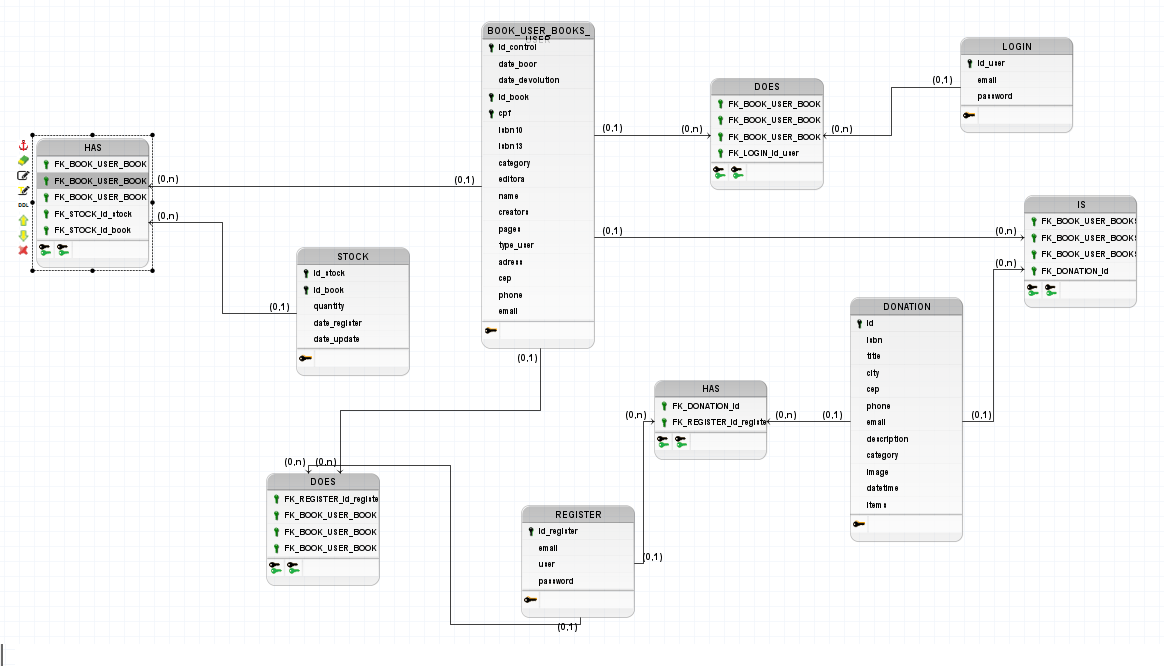 BOOK_USER_BOOKS_
USER
id_control
date_boor
date_devolution
id_book
cpf
isbn10
isbn13
category
editora
name
creators
pages
type_user
adress
cep
phone
email
LOGIN
id_user
email
password
(0,1)
DOES
FK_BOOK_USER_BOOK
FK_BOOK_USER_BOOK
FK_BOOK_USER_BOOK
FK_LOGIN_id_user
(0,1)
(0,n)
(0,n)
HAS
FK_BOOK_USER_BOOK
FK_BOOK_USER_BOOK
FK_BOOK_USER_BOOK
FK_STOCK_id_stock
FK_STOCK_id_book
DDL
(0,n)
(0,1)
(0,n)
IS
FK_BOOK_USER_BOOKS
FK_BOOK_USER_BOOKS
FK_BOOK_USER_BOOKS
FK_DONATION_id
(0,1)
(0,n)
(0,n)
STOCK
id_stock
id_book
quantity
date_register
date_update
(0,1)
DONATION
id
isbn
title
city
cep
phone
email
description
category
image
datetime
items
(0,1)
HAS
FK_DONATION_id
FK_REGISTER_id_registe
(0,n)
(0,n)
(0,1)
(0,1)
(0,n)
(0,n)
DOES
FK_REGISTER_id_registe
FK_BOOK_USER_BOOK
FK_BOOK_USER_BOOK
FK_BOOK_USER_BOOK
REGISTER
id_register
email
user
password
(0,1)
(0,1)